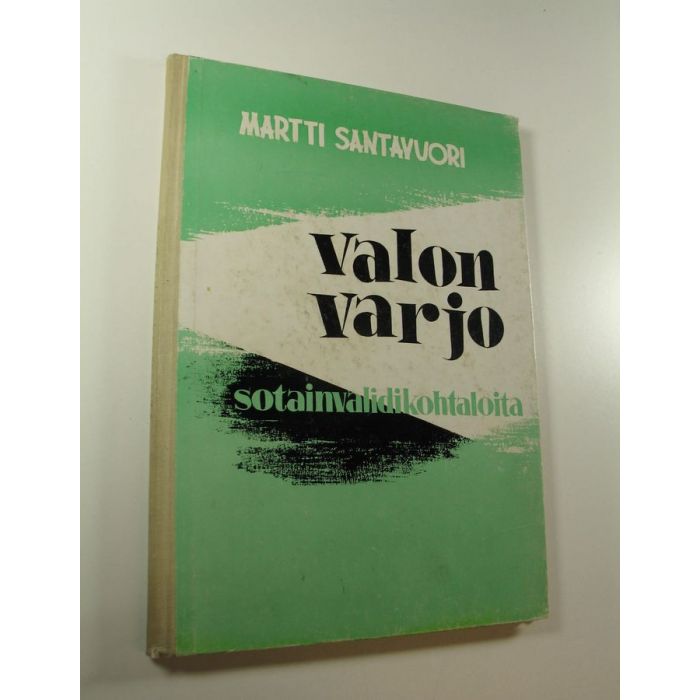 MARTTI SANTAVUORI
Valon
varjo
sotainvalidikohtaloita